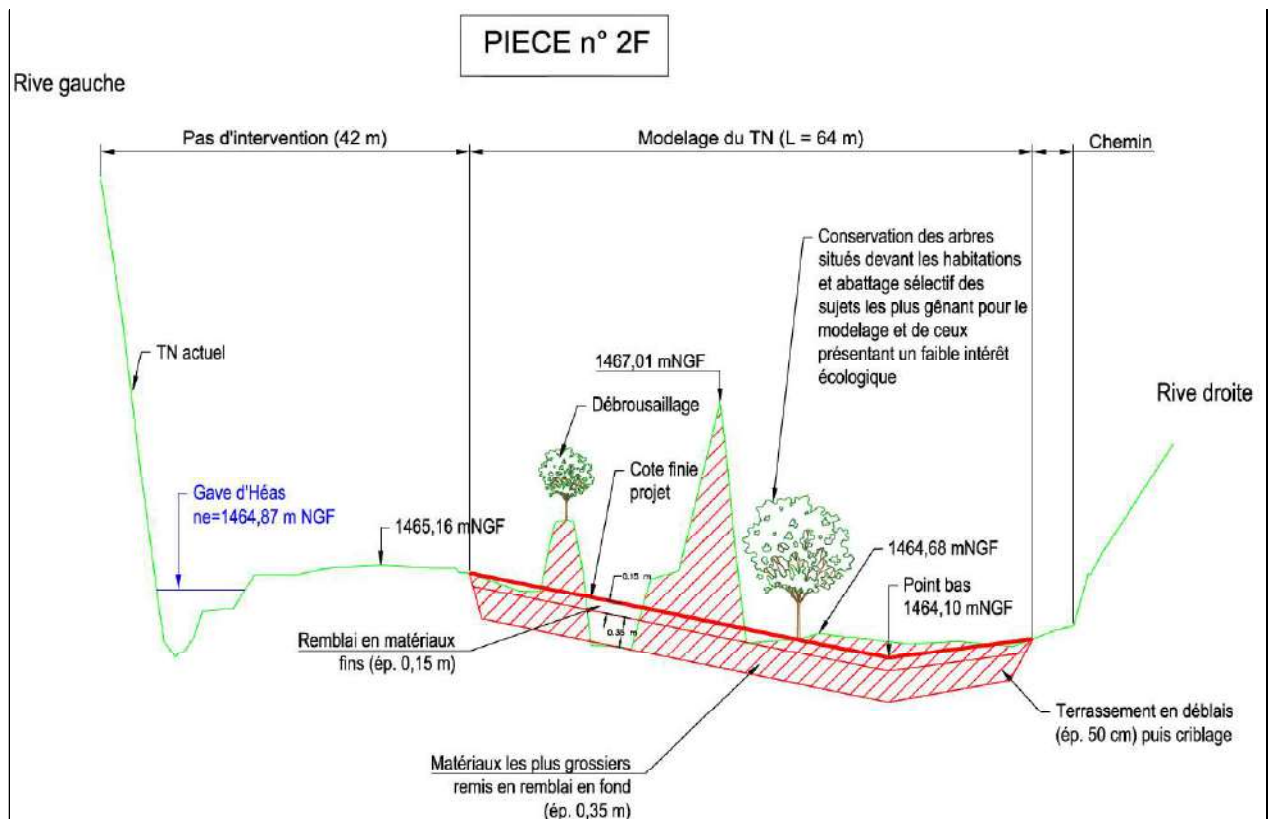 PIECE n° 2F
Rive gauche
Pas d'intervention (42 m)
Modelage du TN (L = 64 m)
Chemin
Conservation des arbres
situés devant les habitations
et abattage sélectif des
sujets les plus gênant pour le
modelage et de ceux
présentant un faible intérêt
écologique
TN actuel
1467,01 mNGF
Rive droite
Débrousaillage
Cote finie
projet
Gave d'Héas
ne=1464,87 m NGF
1465,16 mNGF
1464,68 mNGF
0.15 m
Point bas
1464,10 mNGF
0.35 m
Remblai en matériaux
fins (ép. 0,15 m)
Terrassement en déblais
(ép. 50 cm) puis criblage
Matériaux les plus grossiers
remis en remblai en fond
(ép. 0,35 m)